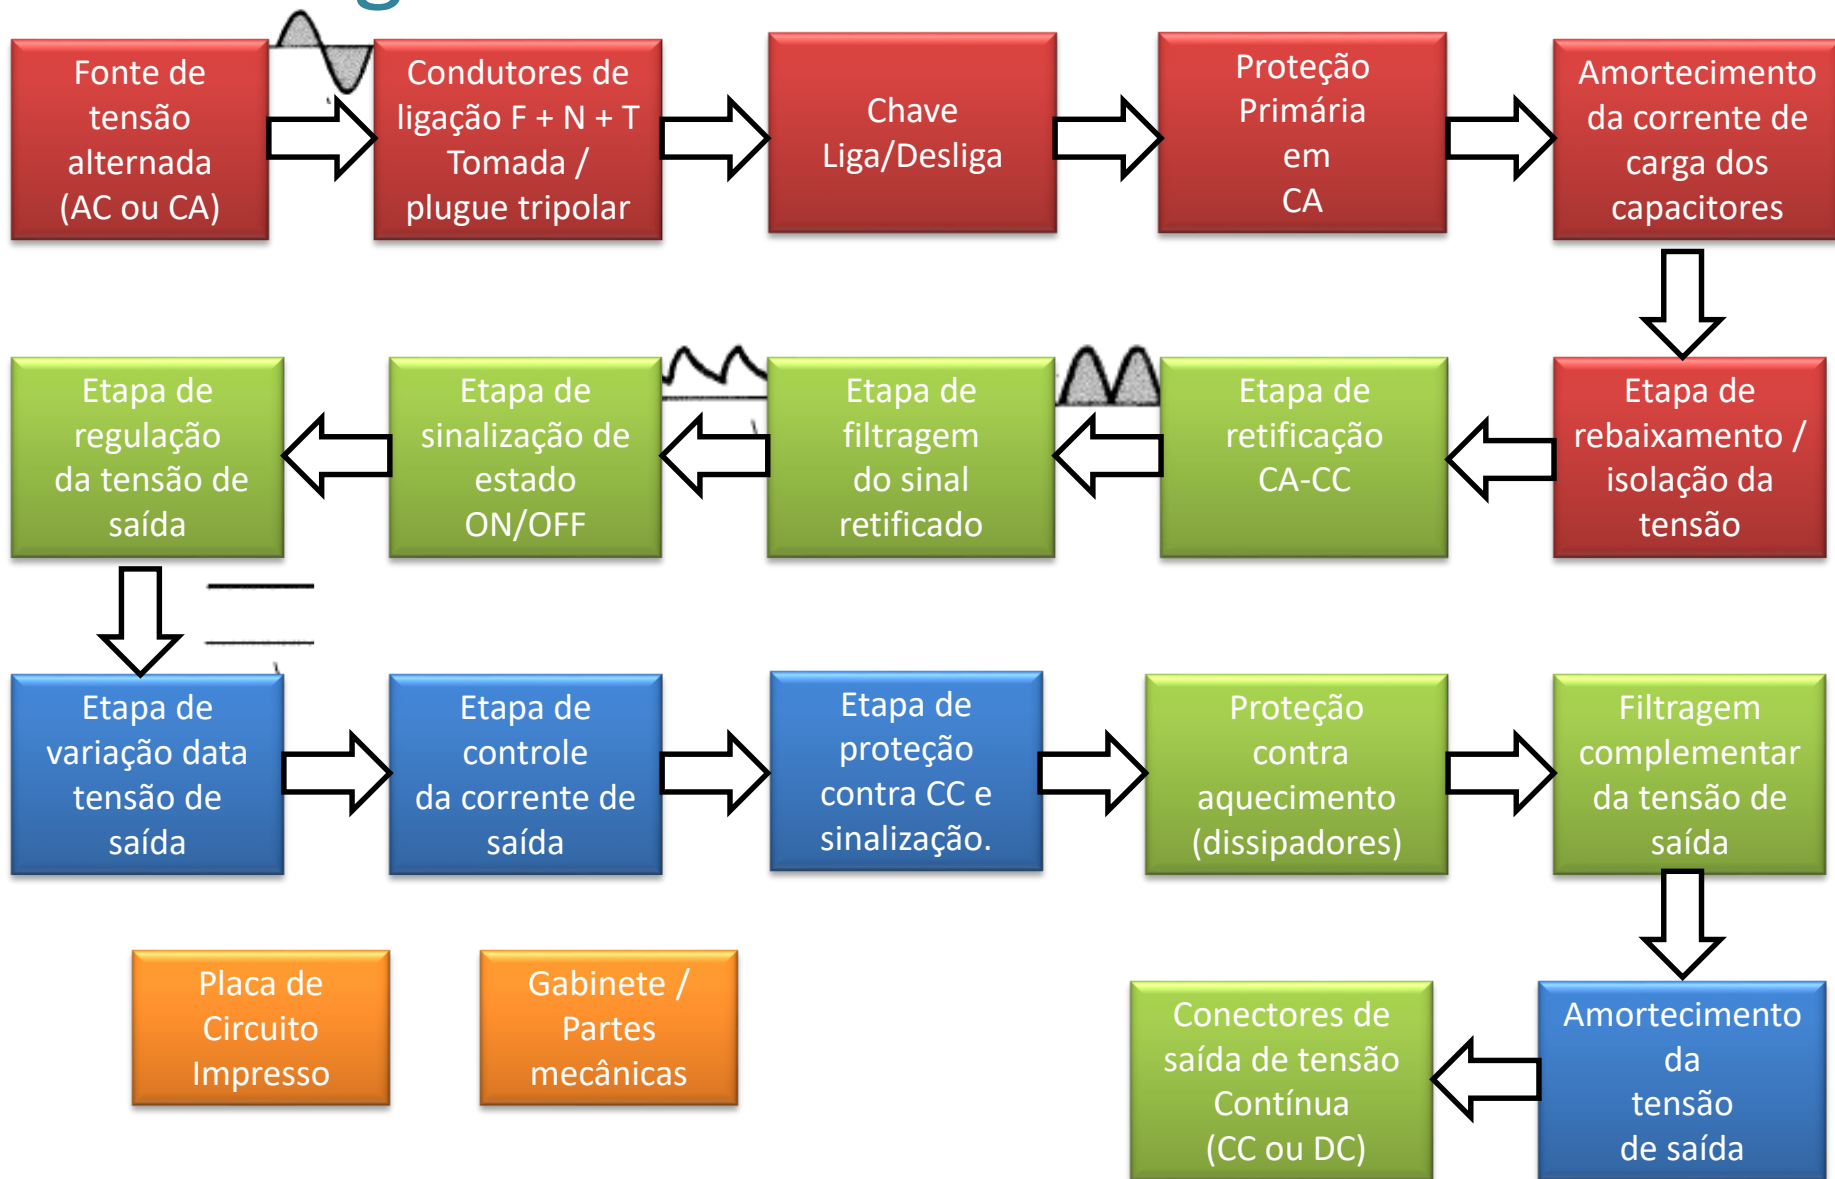 Fonte de
tensão
alternada
(AC ou CA)
Condutores de
ligação F + N + T
Tomada /
plugue tripolar
Chave
Liga/Desliga
Proteção
Primária
em
CA
Amortecimento
da corrente de
carga dos
capacitores
Etapa de
regulação
da tensão de
saída
Etapa de
sinalização de
estado
ON/OFF
Etapa de
filtragem
do sinal
retificado
Etapa de
retificação
CA-CC
Etapa de
rebaixamento /
isolação da
tensão
Etapa de
variação data
tensão de
saída
Etapa de
controle
da corrente de
saída
Etapa de
proteção
contra CC e
sinalização.
Proteção
contra
aquecimento
(dissipadores)
Filtragem
complementar
da tensão de
saída
Placa de
Circuito
Impresso
Gabinete /
Partes
mecânicas
Conectores de
saída de tensão
Contínua
(CC ou DC)
Amortecimento
da
tensão
de saída